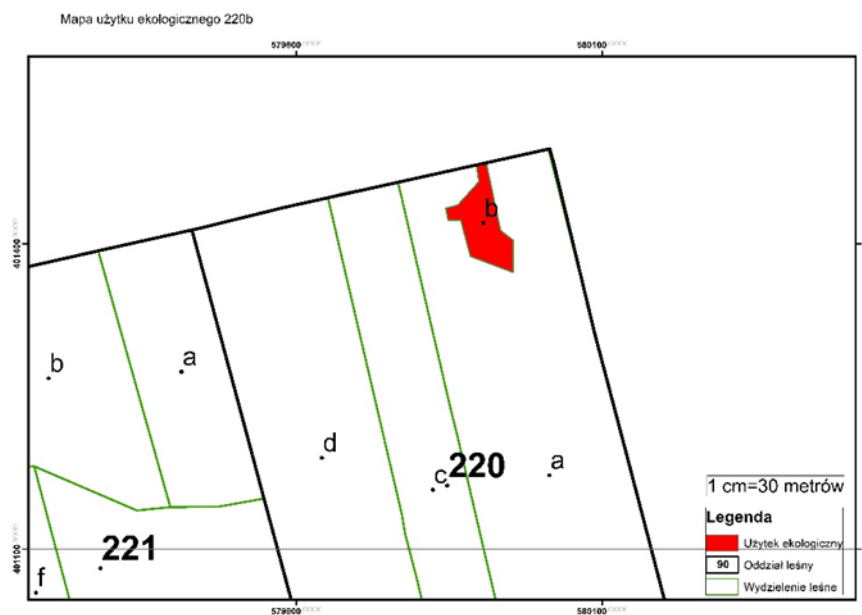 Mapa użytku ekologicznego 220b
579800 580100
401400
b
b
a
d
c 220 a
1 cm=30 metrów
Legenda
Użytek ekologiczny
90 Oddział leśny
Wydzielenie leśne
221
401100
f
579800 580100